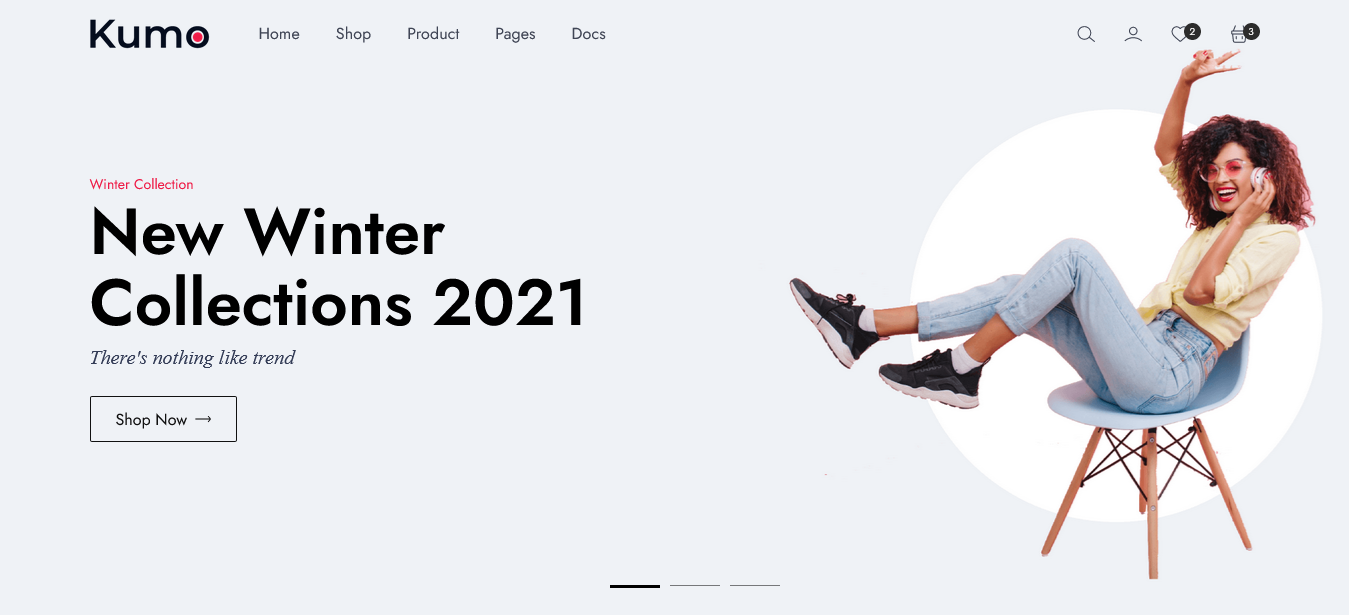 Kumo
Home Shop Product Pages Docs
2 3
Winter Collection
New Winter
Collections 2021
There's nothing like trend
Shop Now →